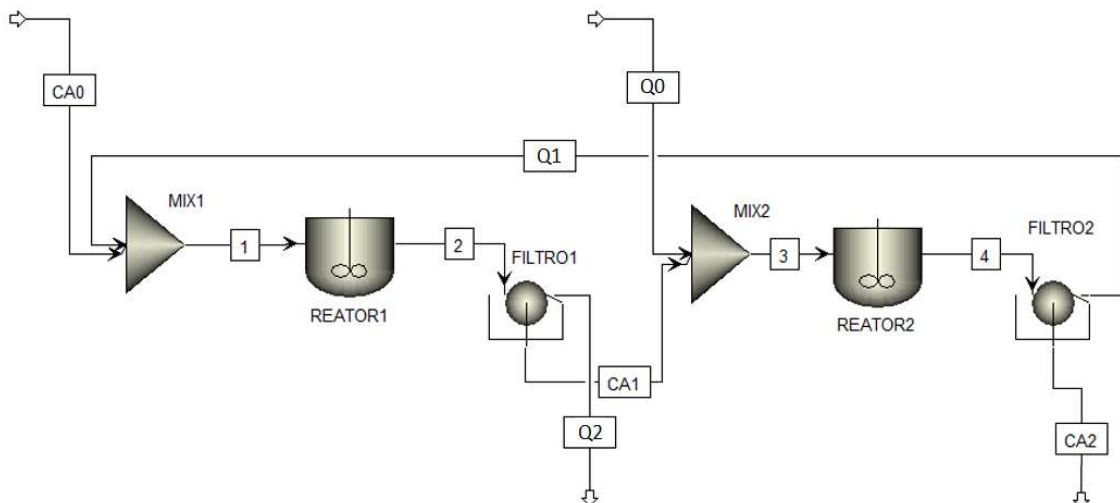 CA0
Q0
Q1
MIX1
MIX2
1
2
3
4
FILTRO1
FILTRO2
REATOR1
REATOR2
CA1
Q2
CA2